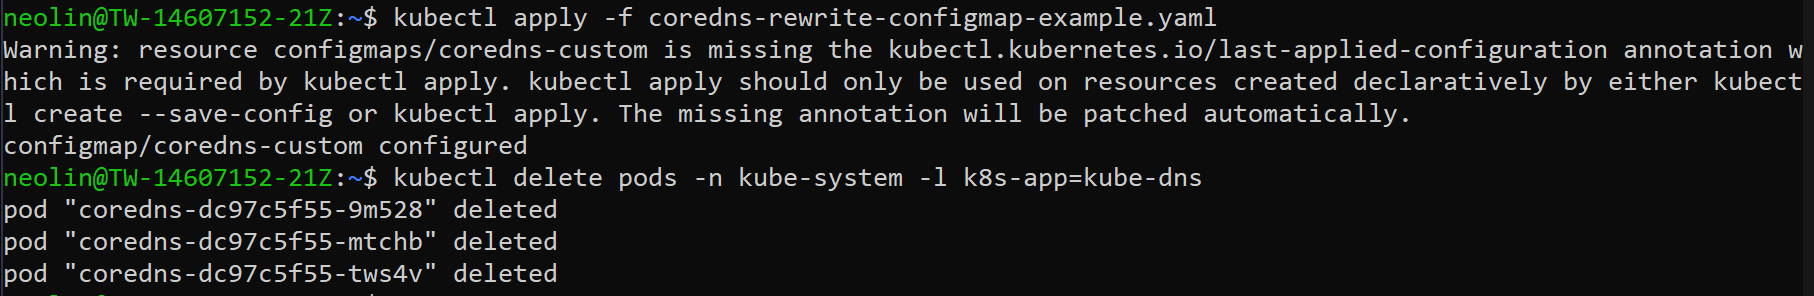 neolin@TW-14607152-21Z:~$ kubectl apply -f coredns-rewrite-configmap-example.yaml
Warning: resource configmaps/coredns-custom is missing the kubectl.kubernetes.io/last-applied-configuration annotation w
hich is required by kubectl apply. kubectl apply should only be used on resources created declaratively by either kubect
l create --save-config or kubectl apply. The missing annotation will be patched automatically.
configmap/coredns-custom configured
neolin@TW-14607152-21Z:~$ kubectl delete pods -n kube-system -l k8s-app=kube-dns
pod "coredns-dc97c5f55-9m528" deleted
pod "coredns-dc97c5f55-mtchb" deleted
pod "coredns-dc97c5f55-tws4v" deleted